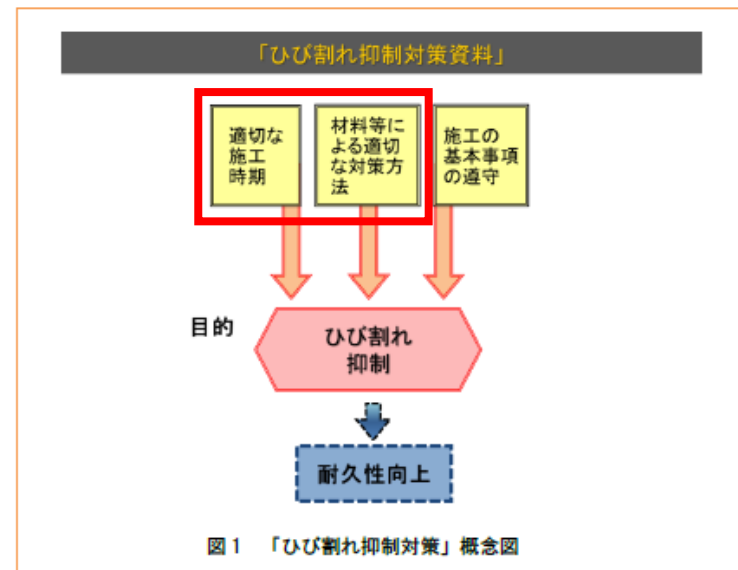 「ひび割れ抑制対策資料」
適切な
施工
時期
材料等に
よる適切
な対策方
法
施工の
基本事項
の遵守
目的
ひび割れ
抑制
耐久性向上
図1 「ひび割れ抑制対策」概念図